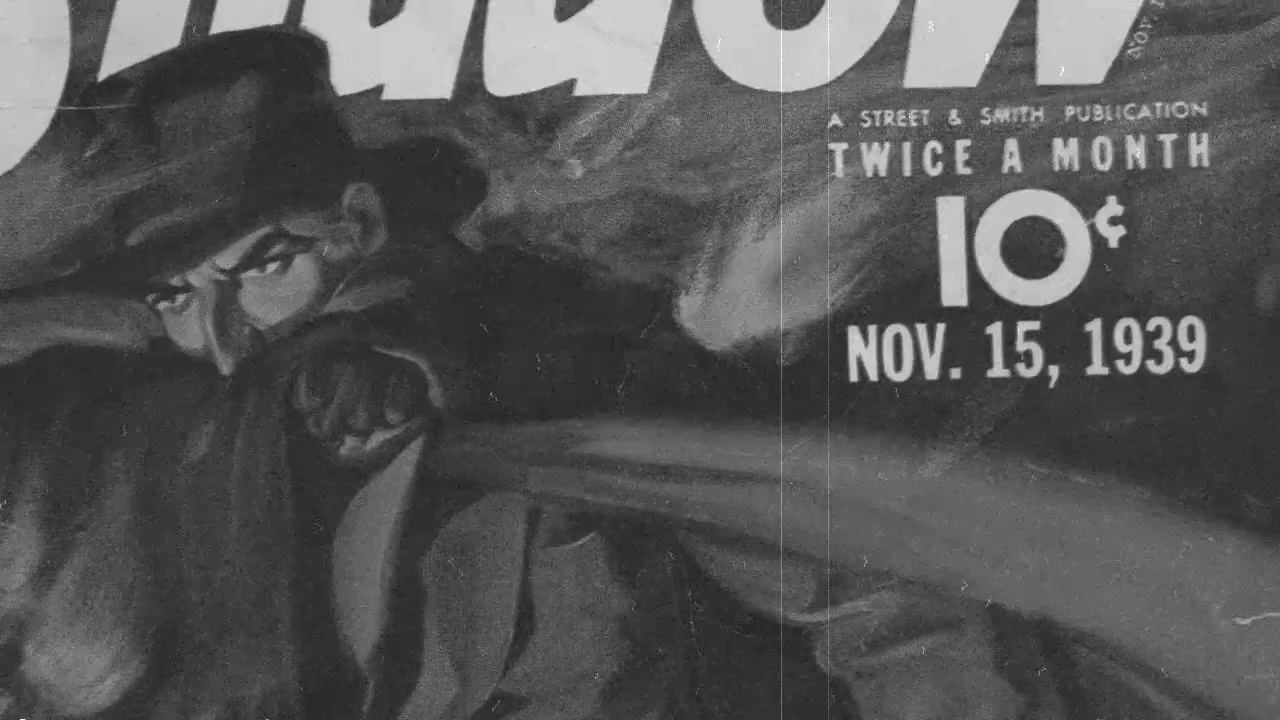 A STREET & SMITH PUBLICATION
TWICE A MONTH
10¢
NOV. 15, 1939